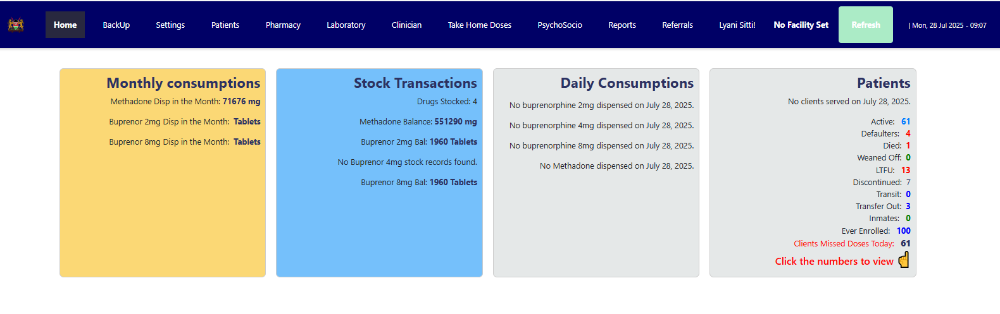 Home BackUp Settings Patients Pharmacy Laboratory Clinician Take Home Doses PsychoSocio Reports Referrals Lyani Sitti! No Facility Set Refresh | Mon, 28 Jul 2025 - 09:07
Monthly consumptions
Methadone Disp in the Month: 71676 mg
Buprenor 2mg Disp in the Month: Tablets
Buprenor 8mg Disp in the Month: Tablets
Stock Transactions
Drugs Stocked: 4
Methadone Balance: 551290 mg
Buprenor 2mg Bal: 1960 Tablets
No Buprenor 4mg stock records found.
Buprenor 8mg Bal: 1960 Tablets
Daily Consumptions
No buprenorphine 2mg dispensed on July 28, 2025.
No buprenorphine 4mg dispensed on July 28, 2025.
No buprenorphine 8mg dispensed on July 28, 2025.
No Methadone dispensed on July 28, 2025.
Patients
No clients served on July 28, 2025.
Active: 61
Defaulters: 4
Died: 1
Weaned Off: 0
LTFU: 13
Discontinued: 7
Transit: 0
Transfer Out: 3
Inmates: 0
Ever Enrolled: 100
Clients Missed Doses Today: 61
Click the numbers to view